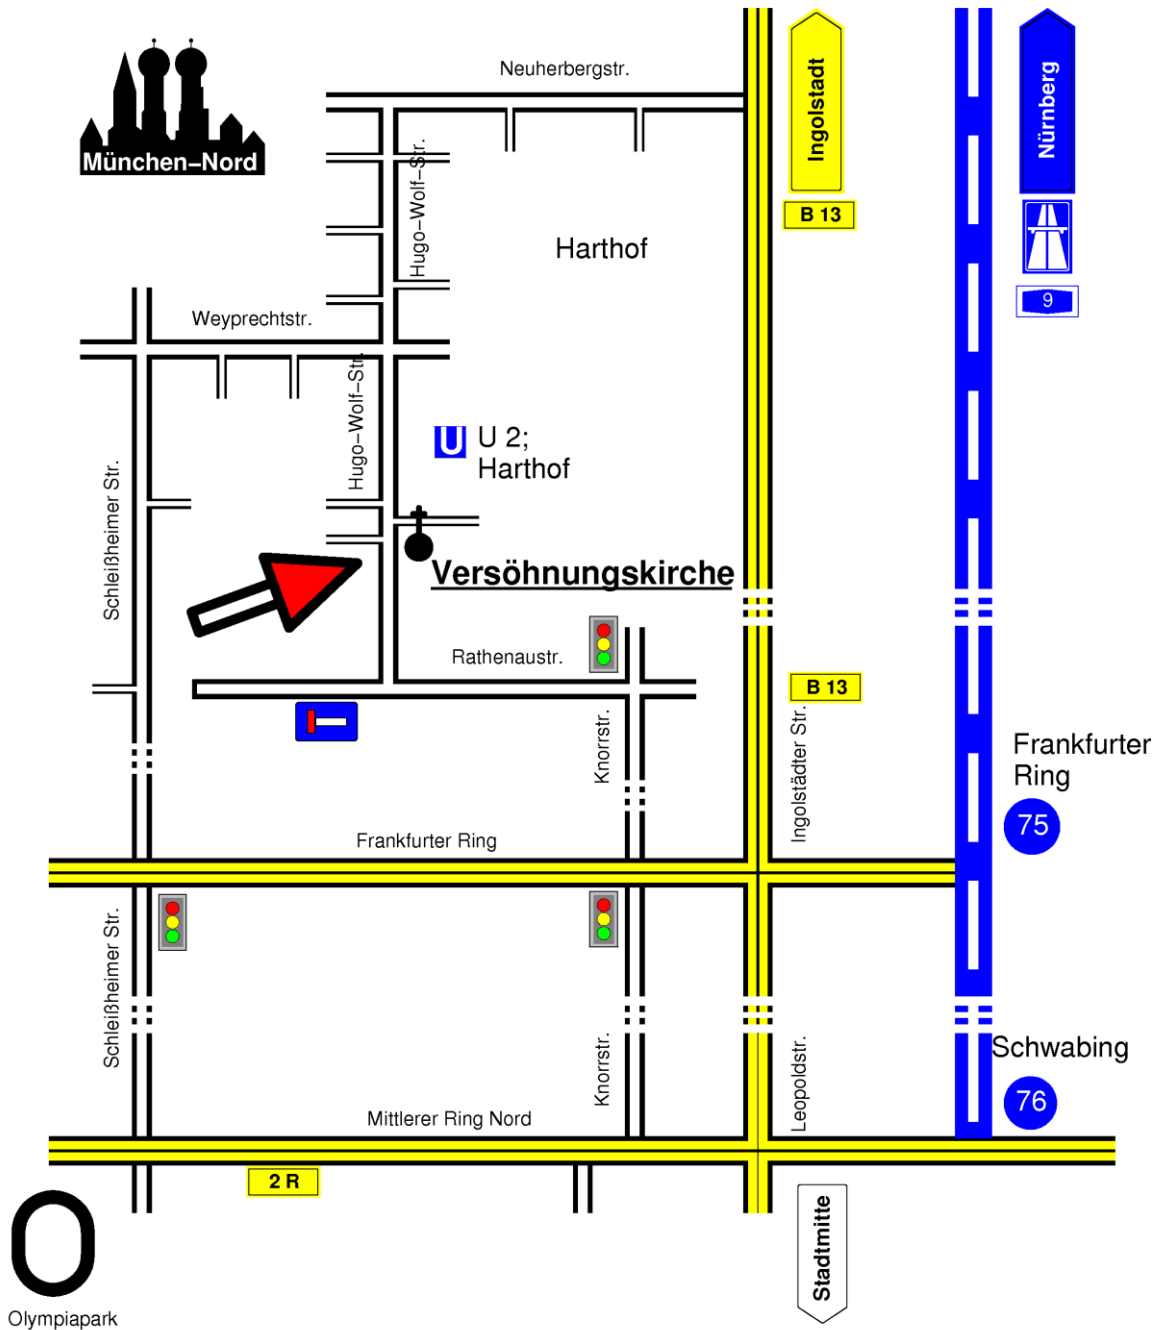 Neuherbergstr.
Ingolstadt
Nürnberg
München–Nord
Hugo–Wolf–Str.
B 13
Harthof
9
Weyprechtstr.
Hugo–Wolf–Str.
U U 2;
Harthof
Schleißheimer Str.
Versöhnungskirche
Rathenaustr.
B 13
Knorrstr.
Ingolstädter Str.
Frankfurter
Ring
75
Frankfurter Ring
Schleißheimer Str.
Knorrstr.
Leopoldstr.
Schwabing
76
Mittlerer Ring Nord
2 R
Stadtmitte
Olympiapark